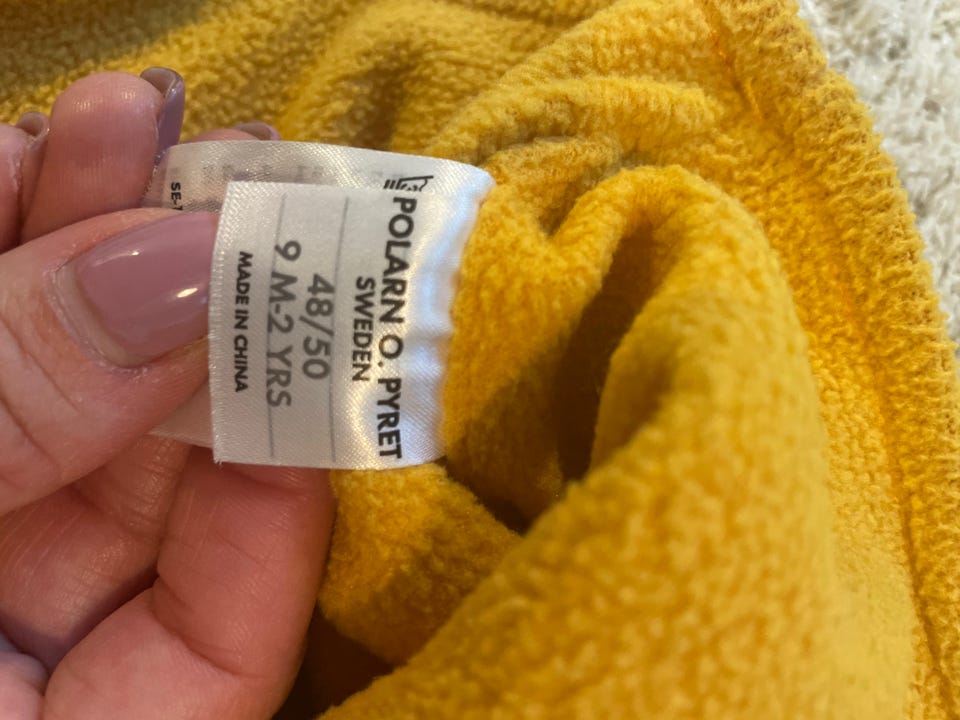 POLARN O. PYRET
SWEDEN
48/50
9 M-2 YRS
MADE IN CHINA